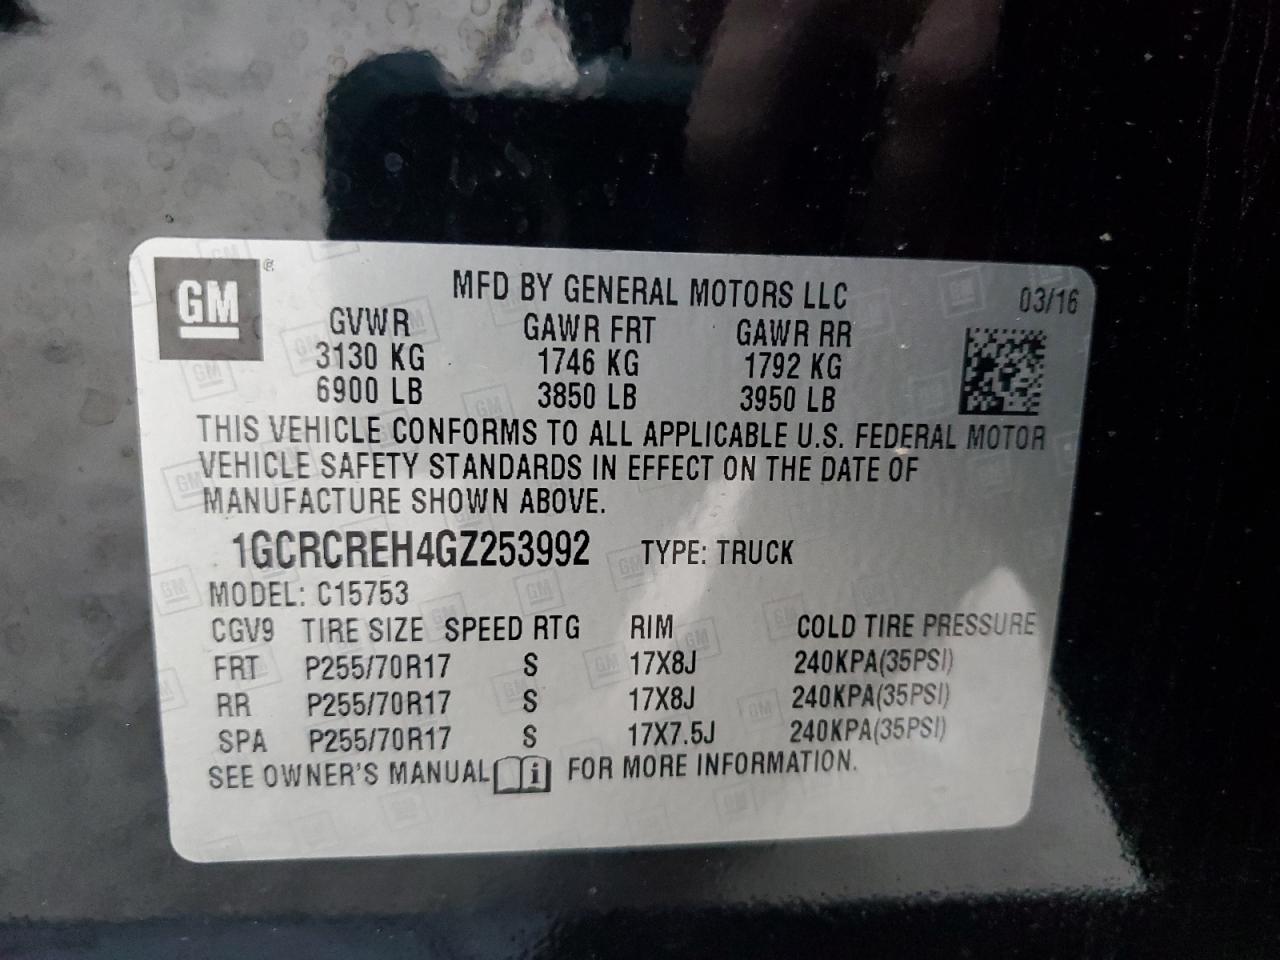 GM
MFD BY GENERAL MOTORS LLC
03/16
GVWR GAWR FRT GAWR RR
3130 KG 1746 KG 1792 KG
6900 LB 3850 LB 3950 LB
THIS VEHICLE CONFORMS TO ALL APPLICABLE U.S. FEDERAL MOTOR
VEHICLE SAFETY STANDARDS IN EFFECT ON THE DATE OF
MANUFACTURE SHOWN ABOVE.
1GCRCREH4GZ253992 TYPE: TRUCK
MODEL: C15753
CGV9 TIRE SIZE SPEED RTG RIM COLD TIRE PRESSURE
FRT P255/70R17 S 17X8J 240KPA(35PSI)
RR P255/70R17 S 17X8J 240KPA(35PSI)
SPA P255/70R17 S 17X7.5J 240KPA(35PSI)
SEE OWNER'S MANUAL i FOR MORE INFORMATION.